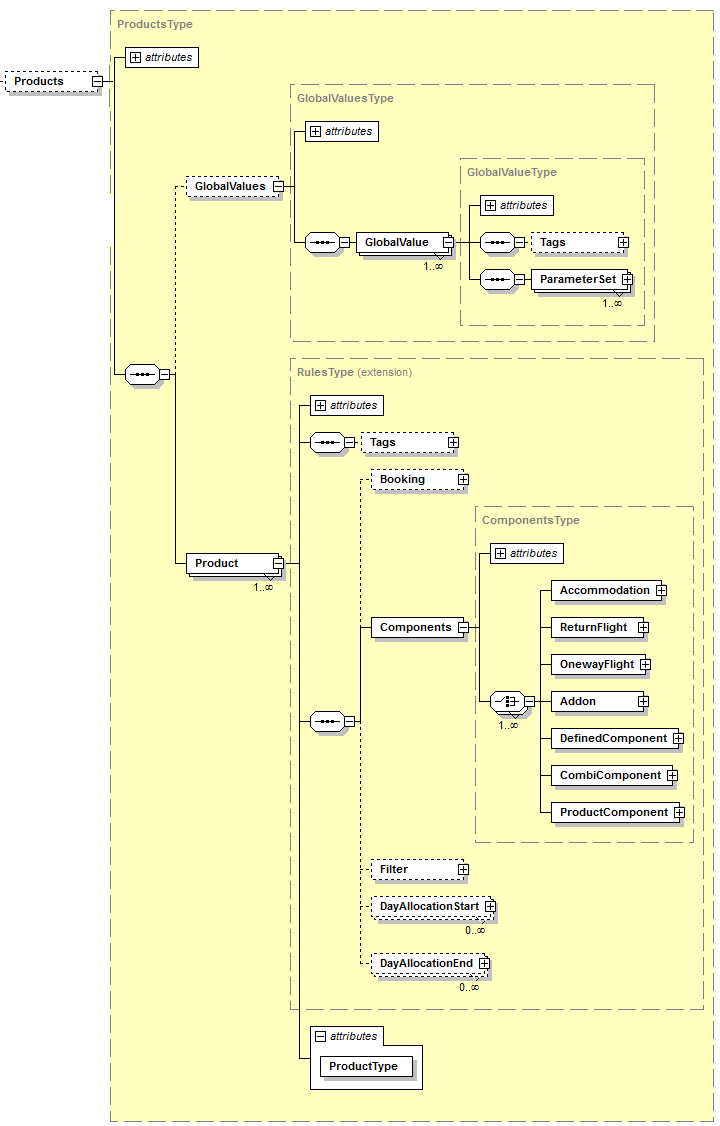 ProductsType
attributes
Products
GlobalValuesType
attributes
GlobalValueType
GlobalValues
attributes
GlobalValue
Tags
1..∞
ParameterSet
1..∞
RulesType (extension)
attributes
Tags
Booking
ComponentsType
attributes
Product
1..∞
Accommodation
Components
ReturnFlight
OnewayFlight
Addon
1..∞
DefinedComponent
CombiComponent
ProductComponent
Filter
DayAllocationStart
0..∞
DayAllocationEnd
0..∞
attributes
ProductType